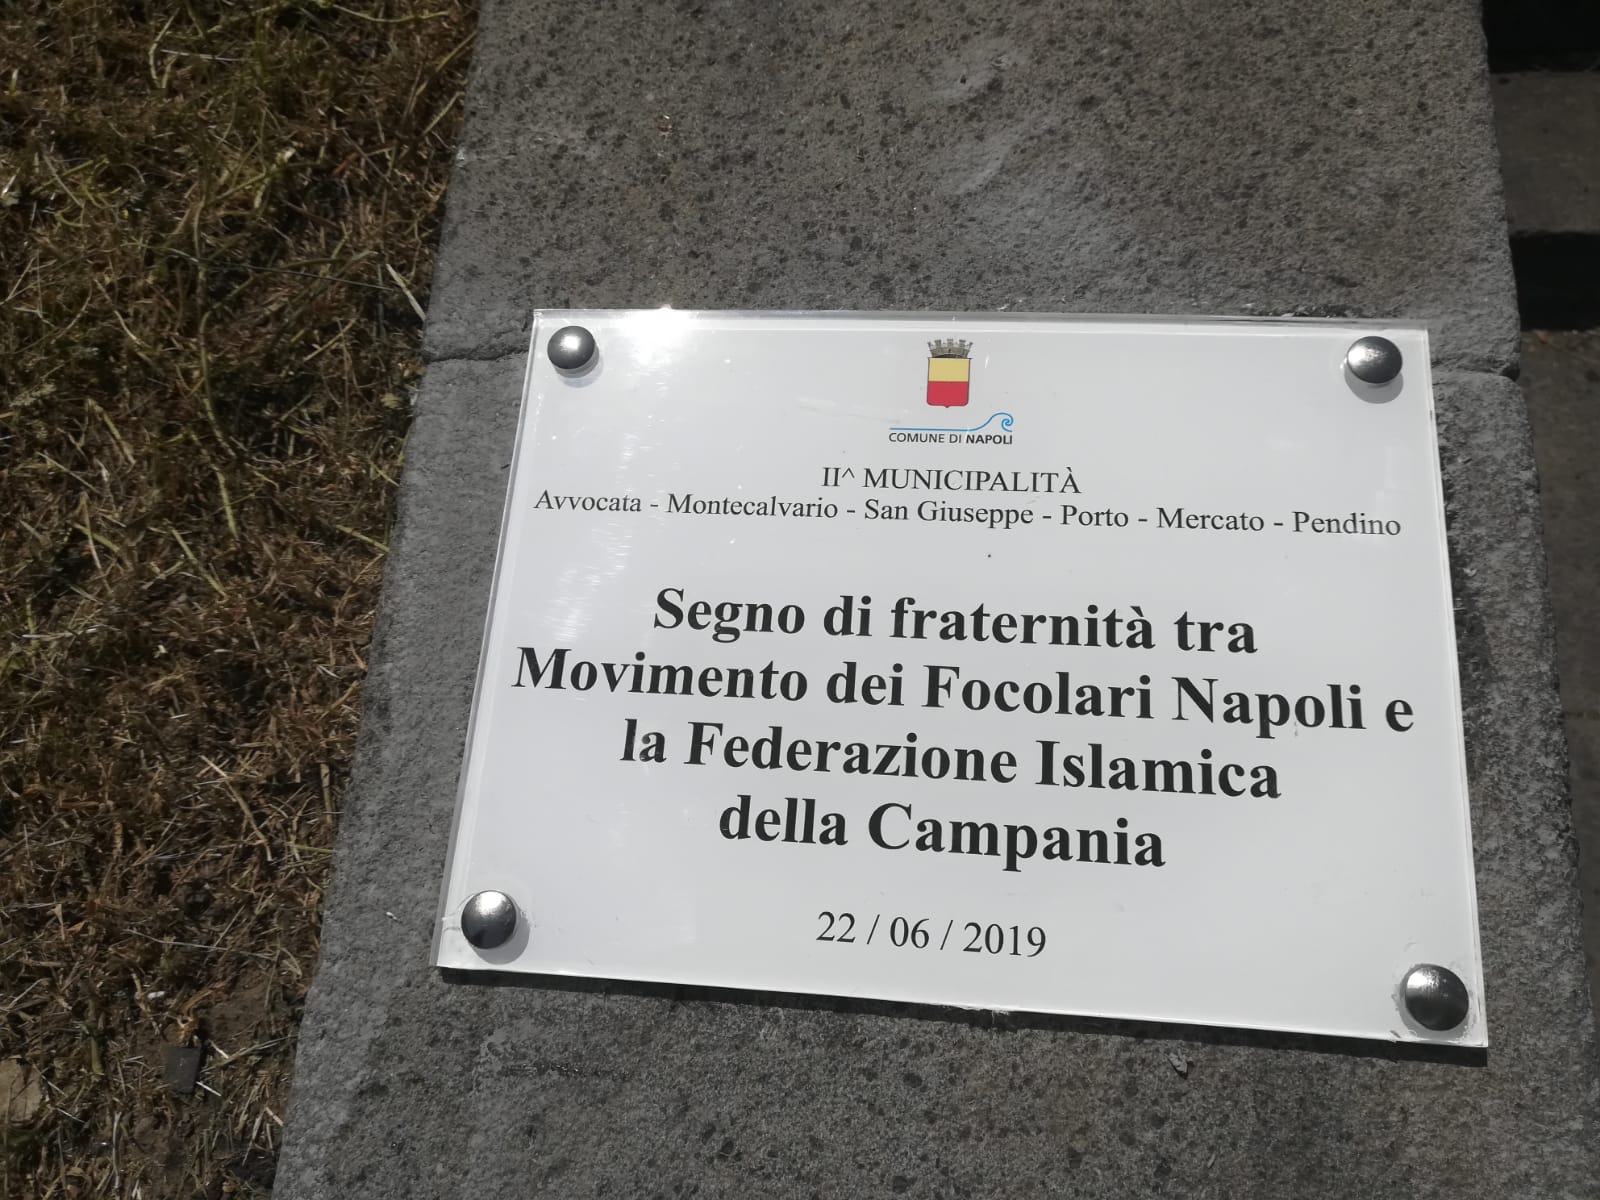 COMUNE DI NAPOLI
II^ MUNICIPALITÀ
Avvocata - Montecalvario - San Giuseppe - Porto - Mercato - Pendino
Segno di fraternità tra
Movimento dei Focolari Napoli e
la Federazione Islamica
della Campania
22 / 06 / 2019